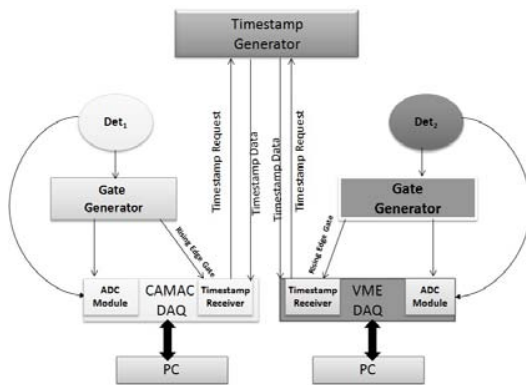 Timestamp
Generator
Det1
Det2
Timestamp Request
Timestamp Data
Timestamp Data
Timestamp Request
Gate
Generator
Gate
Generator
Rising Edge Gate
Rising Edge Gate
ADC
Module
CAMAC
DAQ
Timestamp
Receiver
Timestamp
Receiver
VME
DAQ
ADC
Module
PC
PC